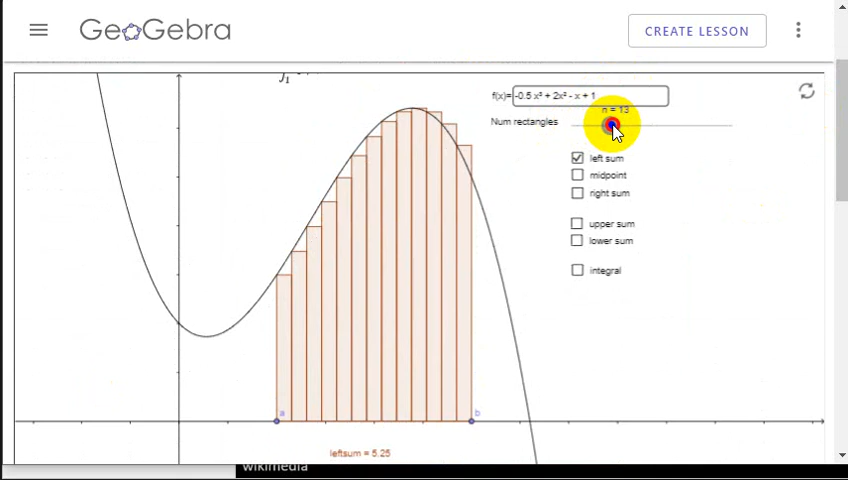 GeoGebra
CREATE LESSON
f(x)= -0.5 x³ + 2x² - x + 1
n = 13
Num rectangles
left sum
midpoint
right sum
upper sum
lower sum
integral
a
b
leftsum = 5.25
wikimedia